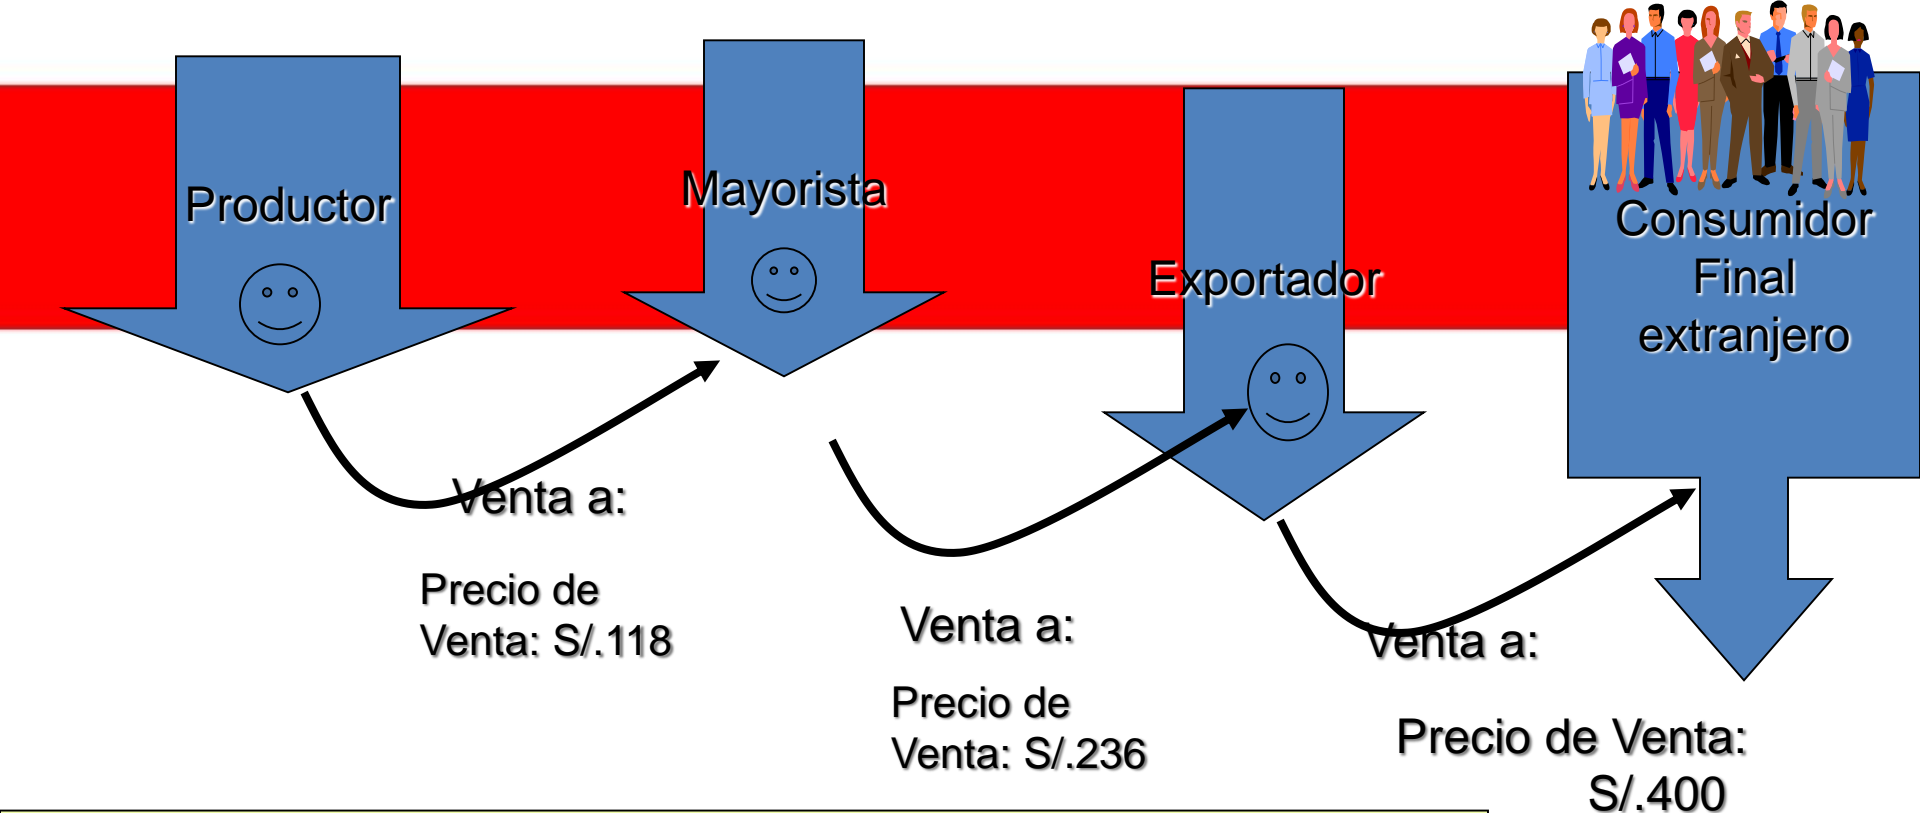 Productor
Mayorista
Exportador
Consumidor
Final
extranjero
Venta a:
Precio de
Venta: S/.118
Venta a:
Precio de
Venta: S/.236
Venta a:
Precio de Venta:
S/.400